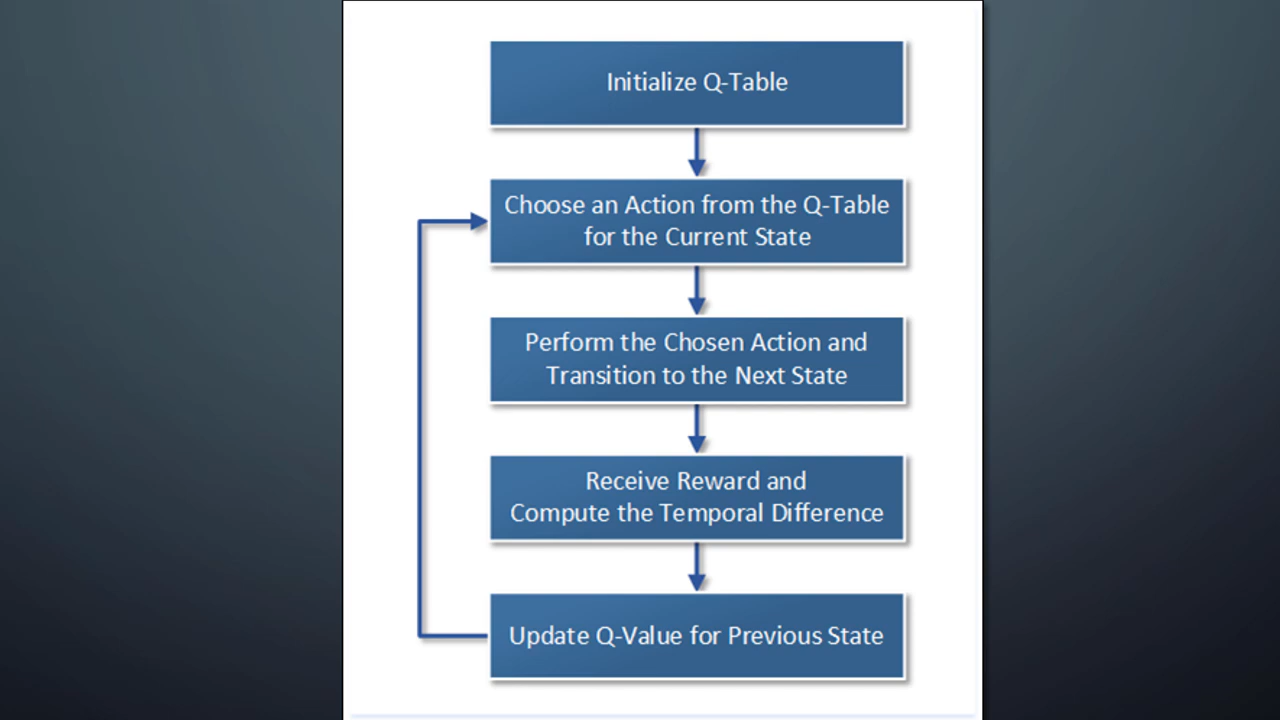 Initialize Q-Table
Choose an Action from the Q-Table
for the Current State
Perform the Chosen Action and
Transition to the Next State
Receive Reward and
Compute the Temporal Difference
Update Q-Value for Previous State